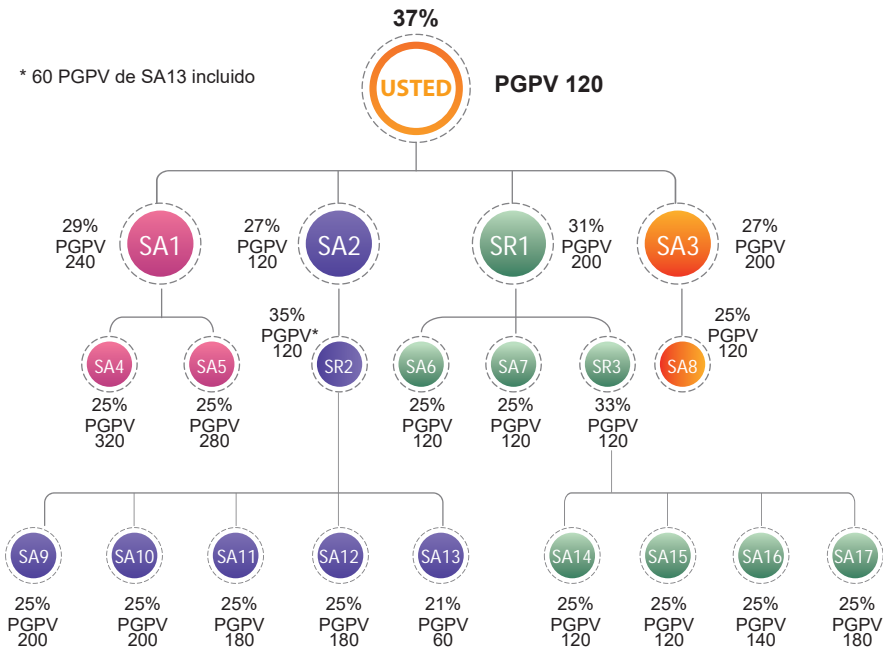 37%
* 60 PGPV de SA13 incluido
USTED
PGPV 120
29%
PGPV
240
SA1
27%
PGPV
120
SA2
SR1
31%
PGPV
200
SA3
27%
PGPV
200
SA4
25%
PGPV
320
SA5
25%
PGPV
280
35%
PGPV*
120
SR2
SA6
25%
PGPV
120
SA7
25%
PGPV
120
SR3
33%
PGPV
120
SA8
25%
PGPV
120
SA9
25%
PGPV
200
SA10
25%
PGPV
200
SA11
25%
PGPV
180
SA12
25%
PGPV
180
SA13
21%
PGPV
60
SA14
25%
PGPV
120
SA15
25%
PGPV
120
SA16
25%
PGPV
140
SA17
25%
PGPV
180